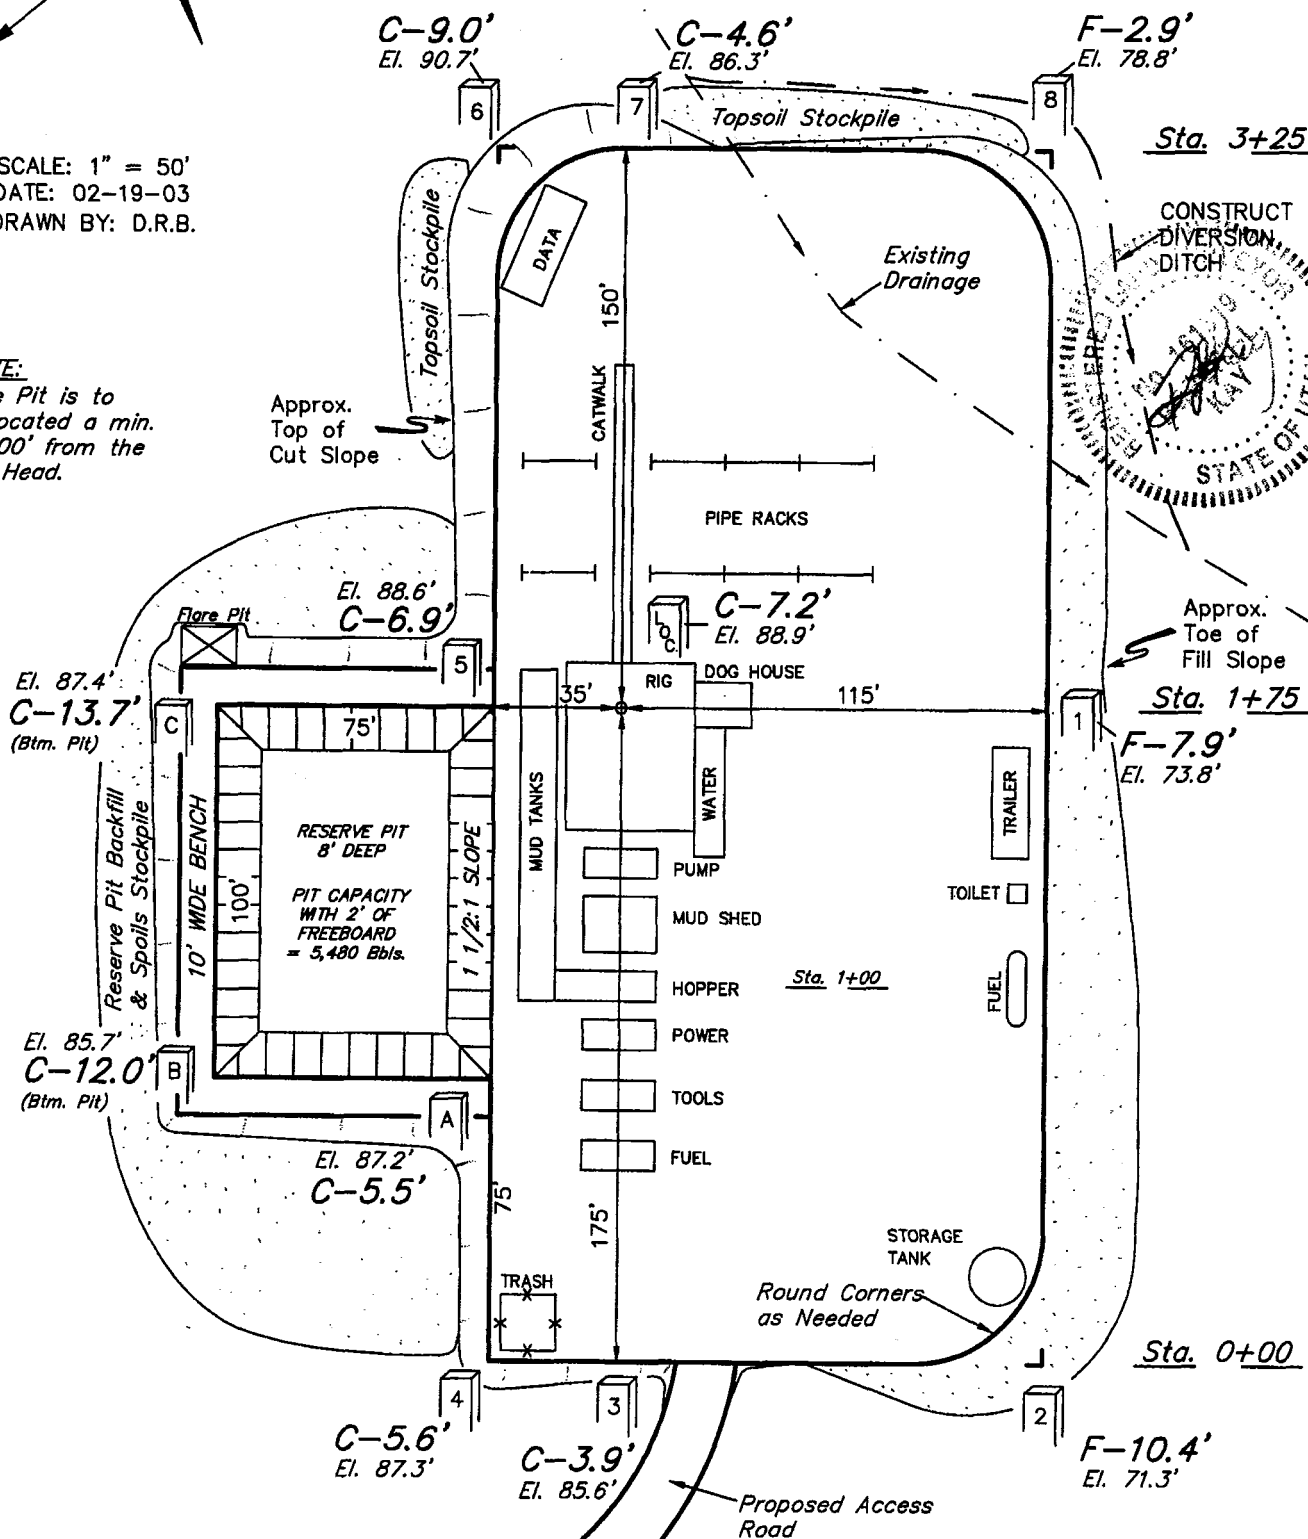 C-9.0'
El. 90.7'
C-4.6'
El. 86.3'
F-2.9'
El. 78.8'
6
7
8
Topsoil Stockpile
Sta. 3+25
SCALE: 1" = 50'
DATE: 02-19-03
DRAWN BY: D.R.B.
Topsoil Stockpile
DATA
CONSTRUCT
DIVERSION
DITCH
Existing
Drainage
150'
STATE OF
KAY
e Pit is to
ocated a min.
00' from the
Head.
Approx.
Top of
Cut Slope
CATWALK
PIPE RACKS
El. 88.6'
C-6.9'
Flare Pit
5
LOC.
C-7.2'
El. 88.9'
Approx.
Toe of
Fill Slope
El. 87.4'
C-13.7'
(Btm. Pit)
C
75'
35'
RIG
DOG HOUSE
115'
1
Sta. 1+75
F-7.9'
El. 73.8'
Reserve Pit Backfill
& Spoils Stockpile
10' WIDE BENCH
100'
RESERVE PIT
8' DEEP
PIT CAPACITY
WITH 2' OF
FREEBOARD
= 5,480 Bbls.
1 1/2:1 SLOPE
MUD TANKS
WATER
TRAILER
PUMP
TOILET
MUD SHED
FUEL
Sta. 1+00
HOPPER
POWER
El. 85.7'
C-12.0'
(Btm. Pit)
B
A
TOOLS
El. 87.2'
C-5.5'
FUEL
75'
175'
STORAGE
TANK
TRASH
Round Corners
as Needed
Sta. 0+00
4
3
2
C-5.6'
El. 87.3'
C-3.9'
El. 85.6'
F-10.4'
El. 71.3'
Proposed Access
Road